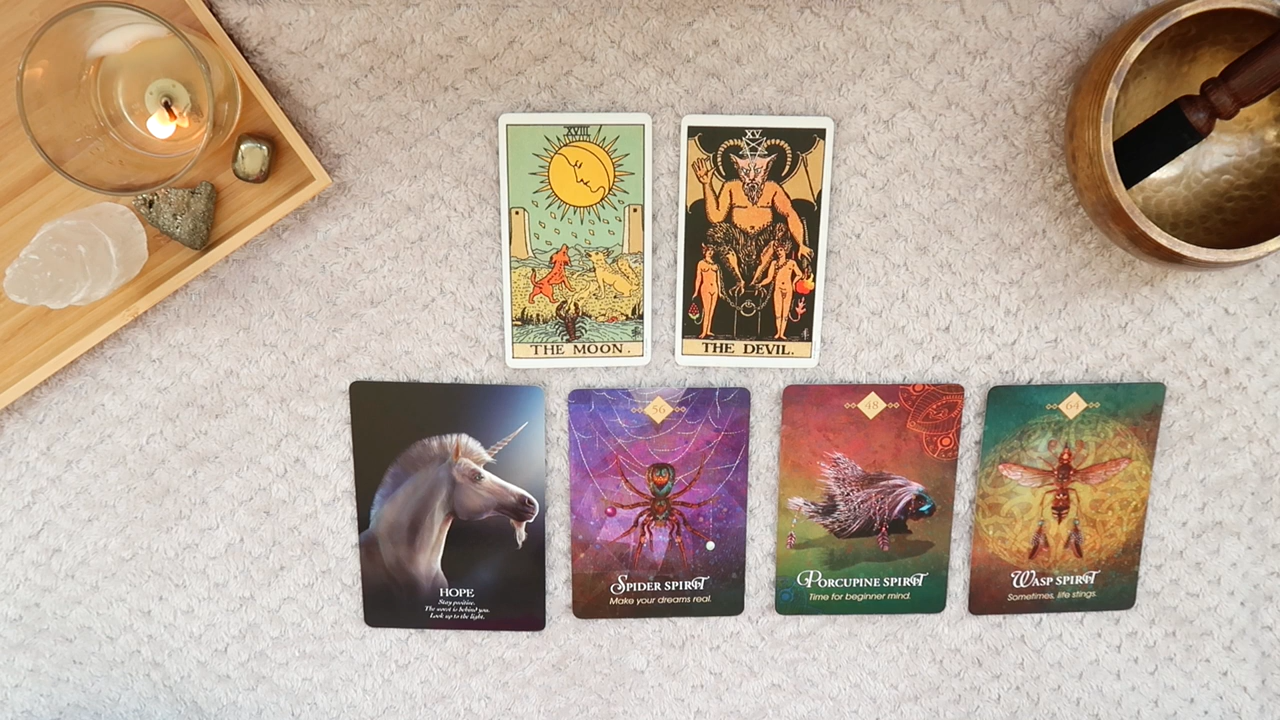 XVIII
THE MOON.
XV
THE DEVIL.
HOPE
Stay positive.
The worst is behind you.
Look up to the light.
56
SPIDER SPIRIT
Make your dreams real.
48
PORCUPINE SPIRIT
Time for beginner mind.
64
WASP SPIRIT
Sometimes, life stings.